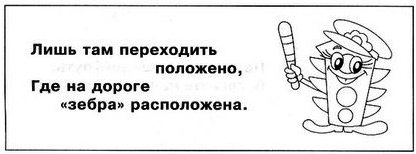 Лишь там переходить
положено,
Где на дороге
«зебра» расположена.